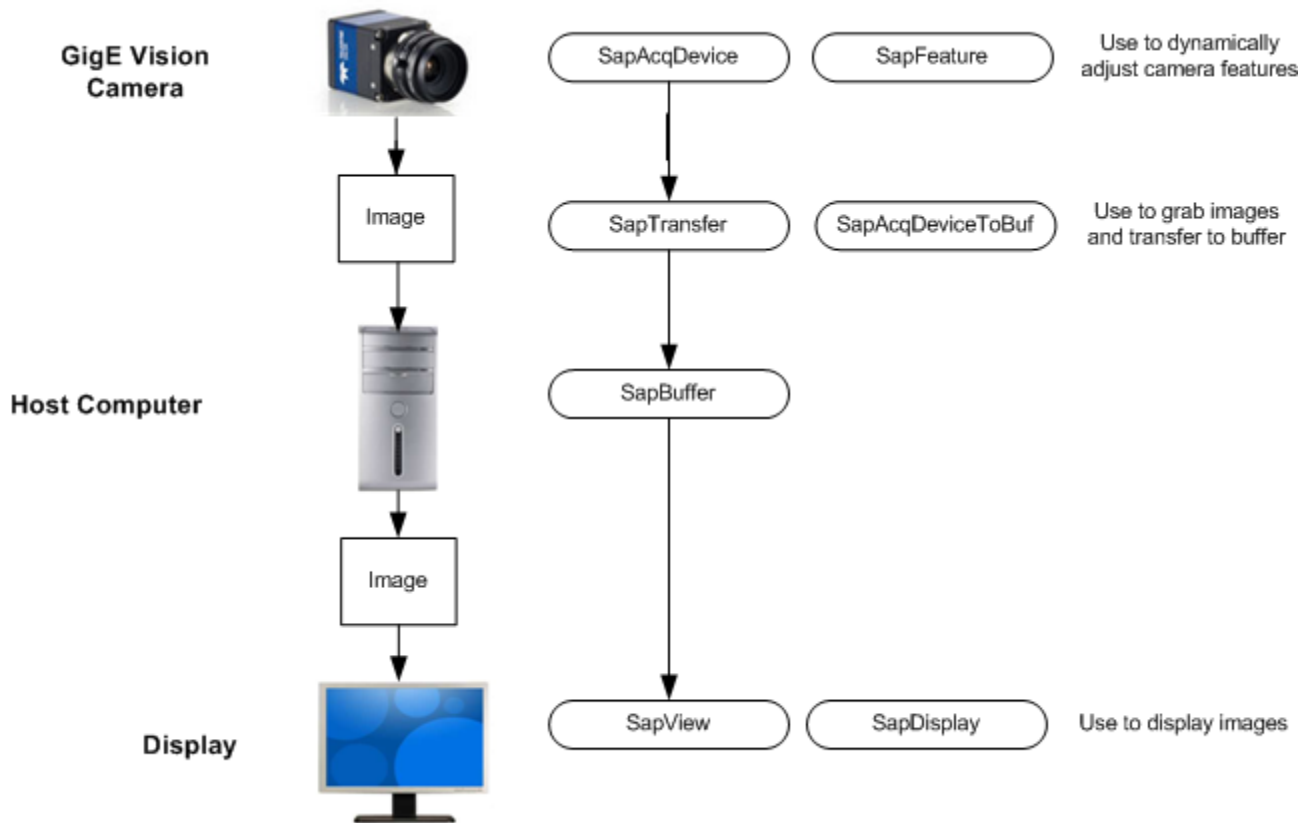 GigE Vision
Camera
SapAcqDevice
SapFeature
Use to dynamically
adjust camera features
Image
SapTransfer
SapAcqDeviceToBuf
Use to grab images
and transfer to buffer
Host Computer
SapBuffer
Image
Display
SapView
SapDisplay
Use to display images